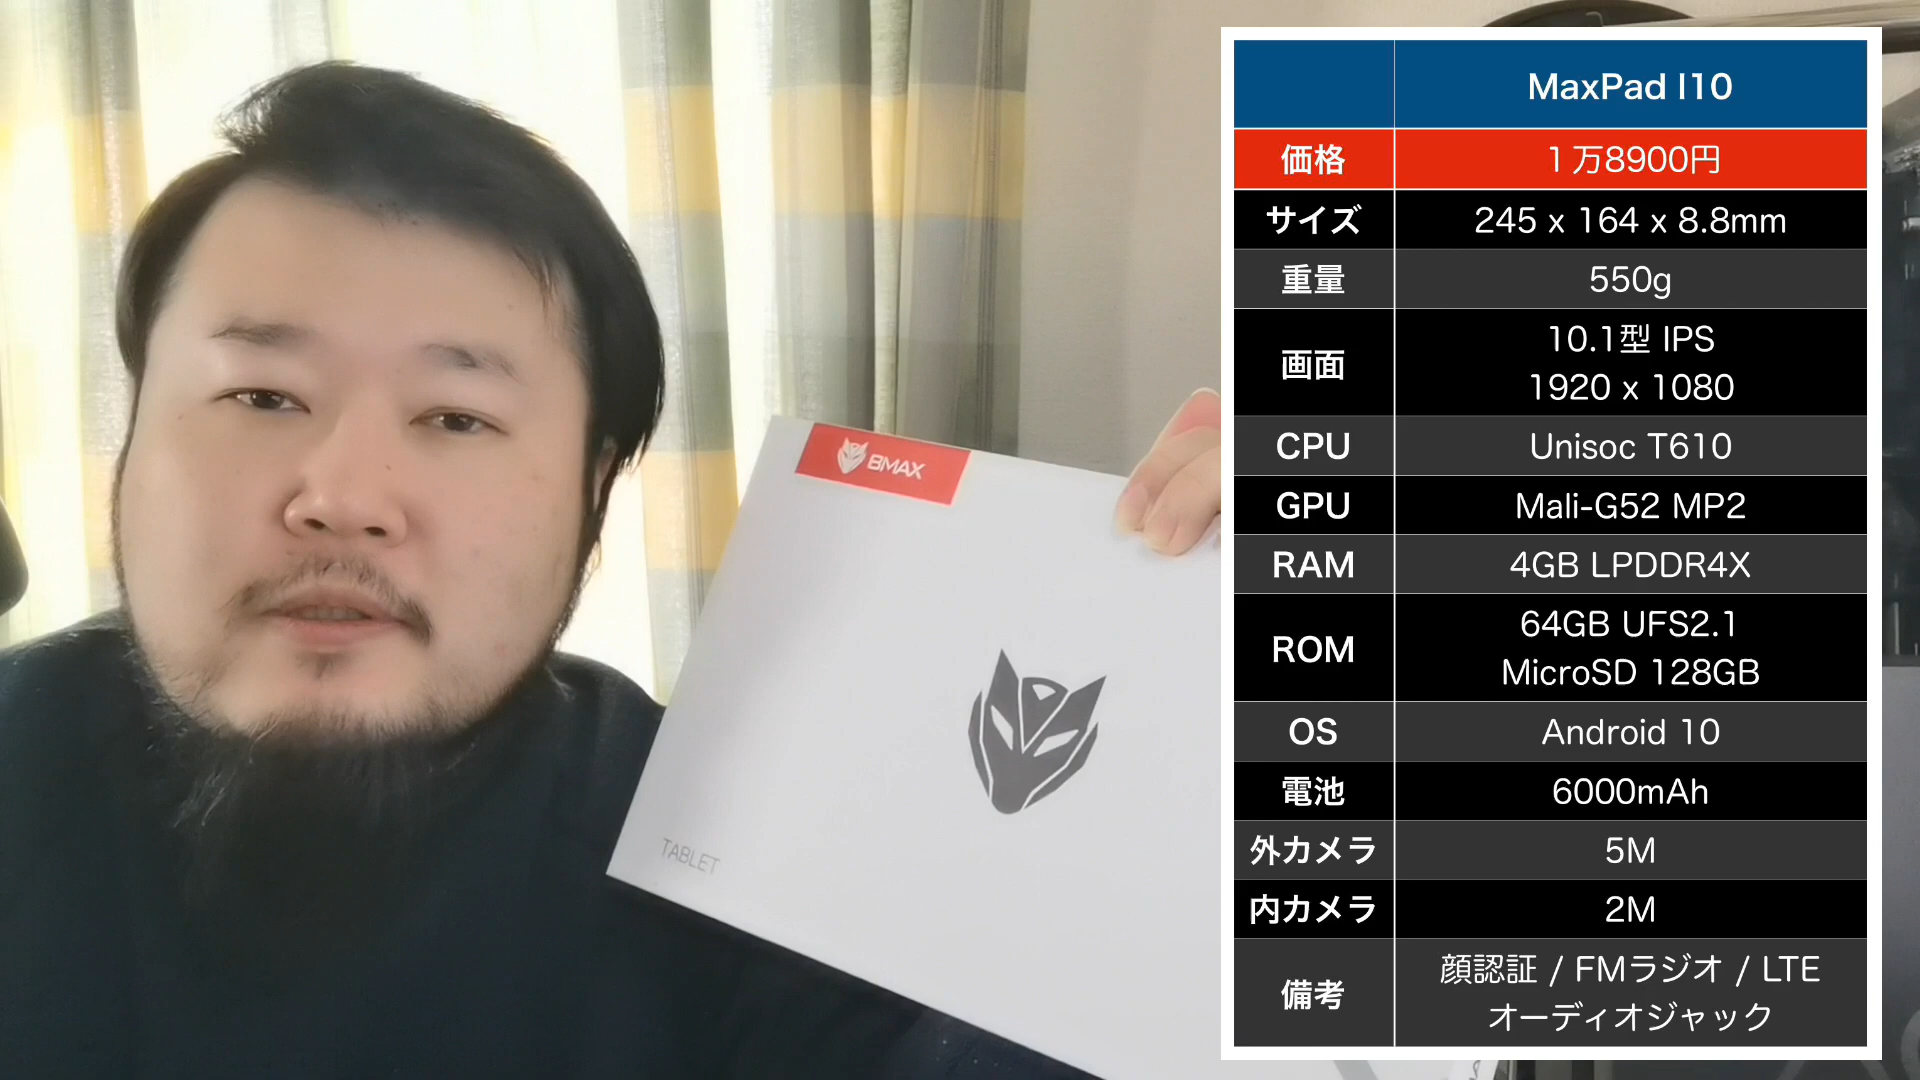 BMAX
TABLET
MaxPad I10
価格 1万8900円
サイズ 245 x 164 x 8.8mm
重量 550g
画面 10.1型 IPS
1920 x 1080
CPU Unisoc T610
GPU Mali-G52 MP2
RAM 4GB LPDDR4X
ROM 64GB UFS2.1
MicroSD 128GB
OS Android 10
電池 6000mAh
外カメラ 5M
内カメラ 2M
備考 顔認証 / FMラジオ / LTE
オーディオジャック